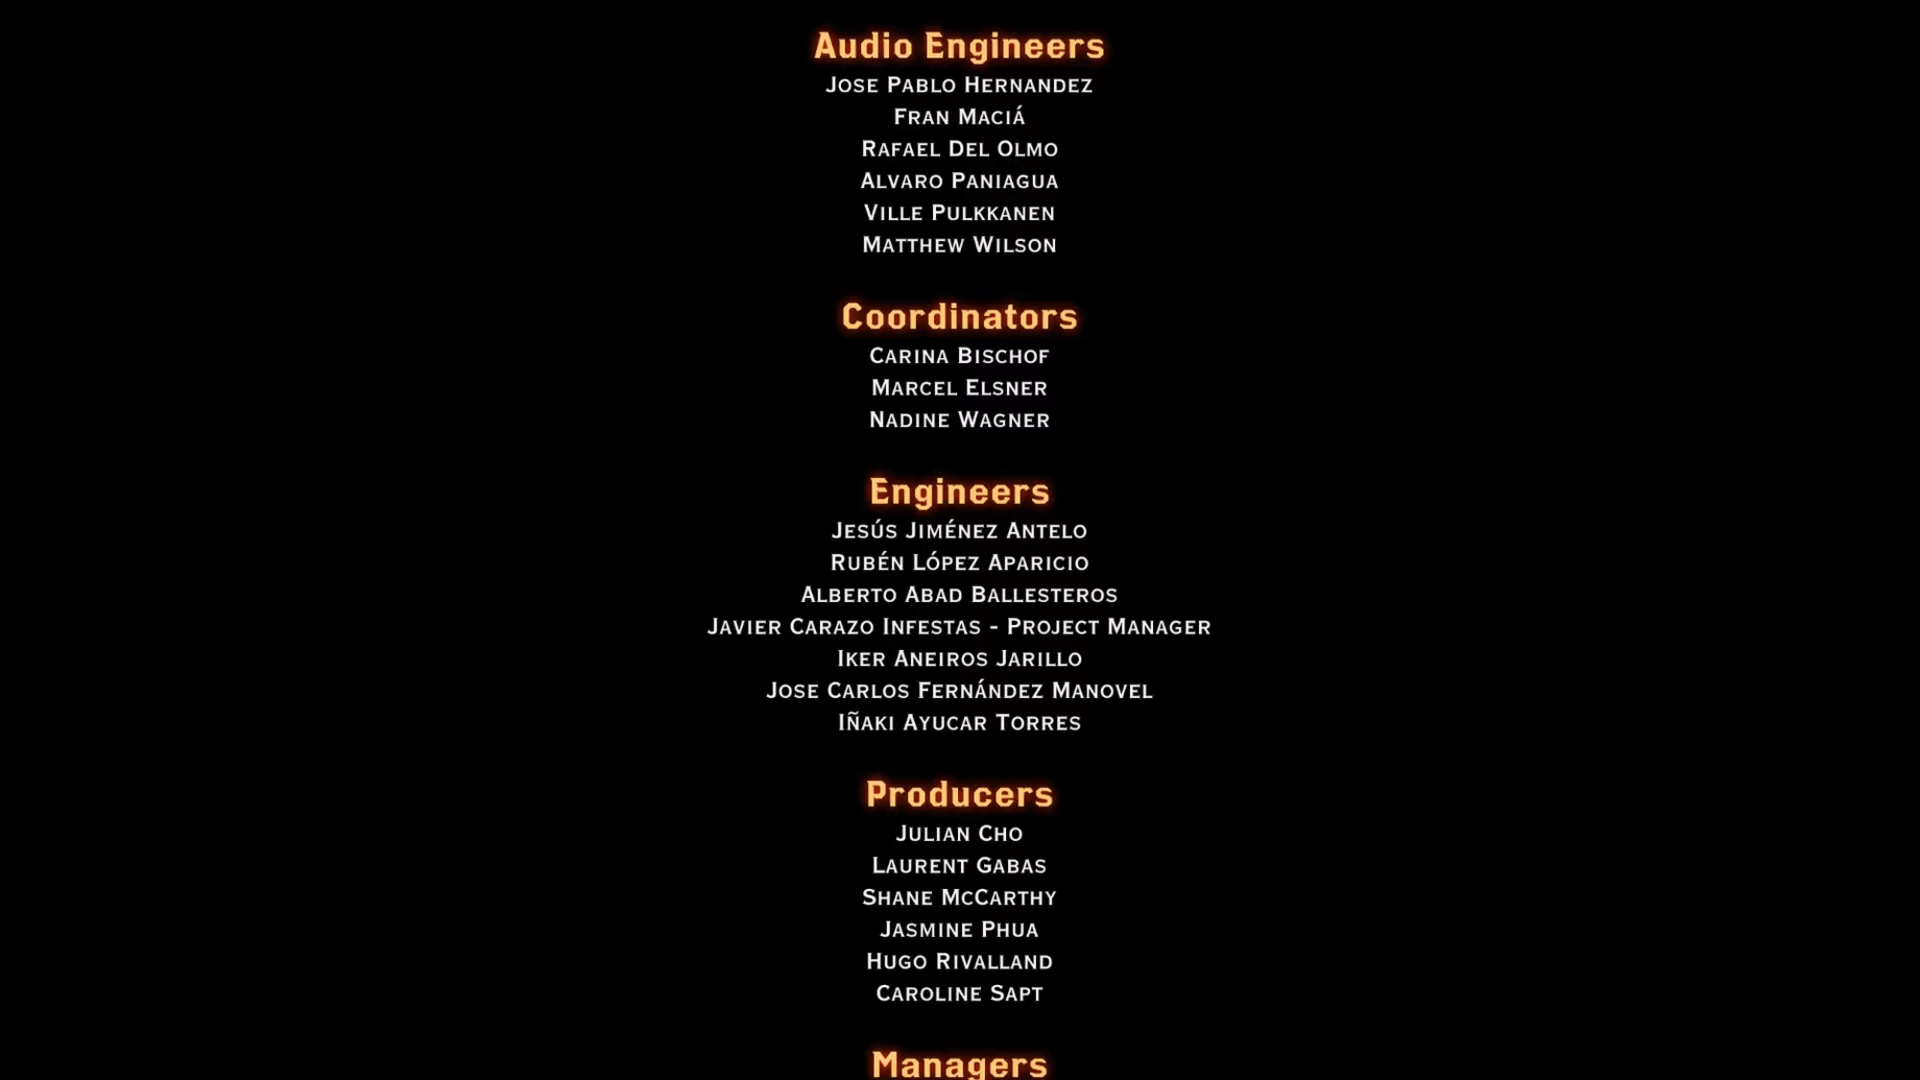 Audio Engineers
Jose Pablo Hernandez
Fran Maciá
Rafael Del Olmo
Alvaro Paniagua
Ville Pulkkanen
Matthew Wilson
Coordinators
Carina Bischof
Marcel Elsner
Nadine Wagner
Engineers
Jesús Jiménez Antelo
Rubén López Aparicio
Alberto Abad Ballesteros
Javier Carazo Infestas - Project Manager
Iker Aneiros Jarillo
Jose Carlos Fernández Manovel
Iñaki Ayucar Torres
Producers
Julian Cho
Laurent Gabas
Shane McCarthy
Jasmine Phua
Hugo Rivalland
Caroline Sapt
Managers